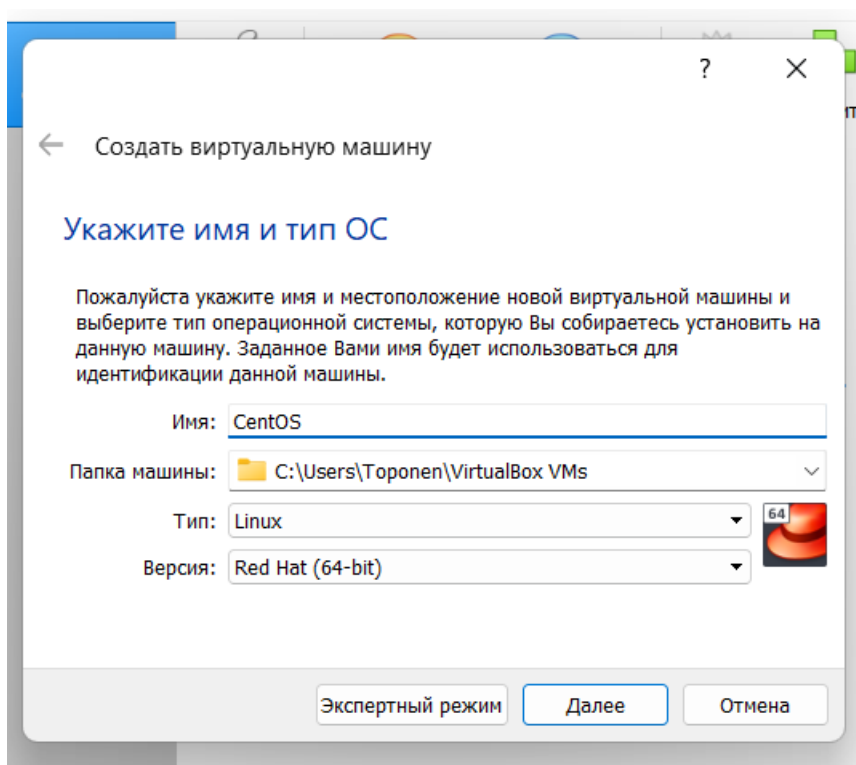 ?
Создать виртуальную машину
Укажите имя и тип ОС
Пожалуйста укажите имя и местоположение новой виртуальной машины и
выберите тип операционной системы, которую Вы собираетесь установить на
данную машину. Заданное Вами имя будет использоваться для
идентификации данной машины.
Имя: CentOS
Папка машины: C:\Users\Toponen\VirtualBox VMs
Тип: Linux
64
Версия: Red Hat (64-bit)
Экспертный режим Далее Отмена